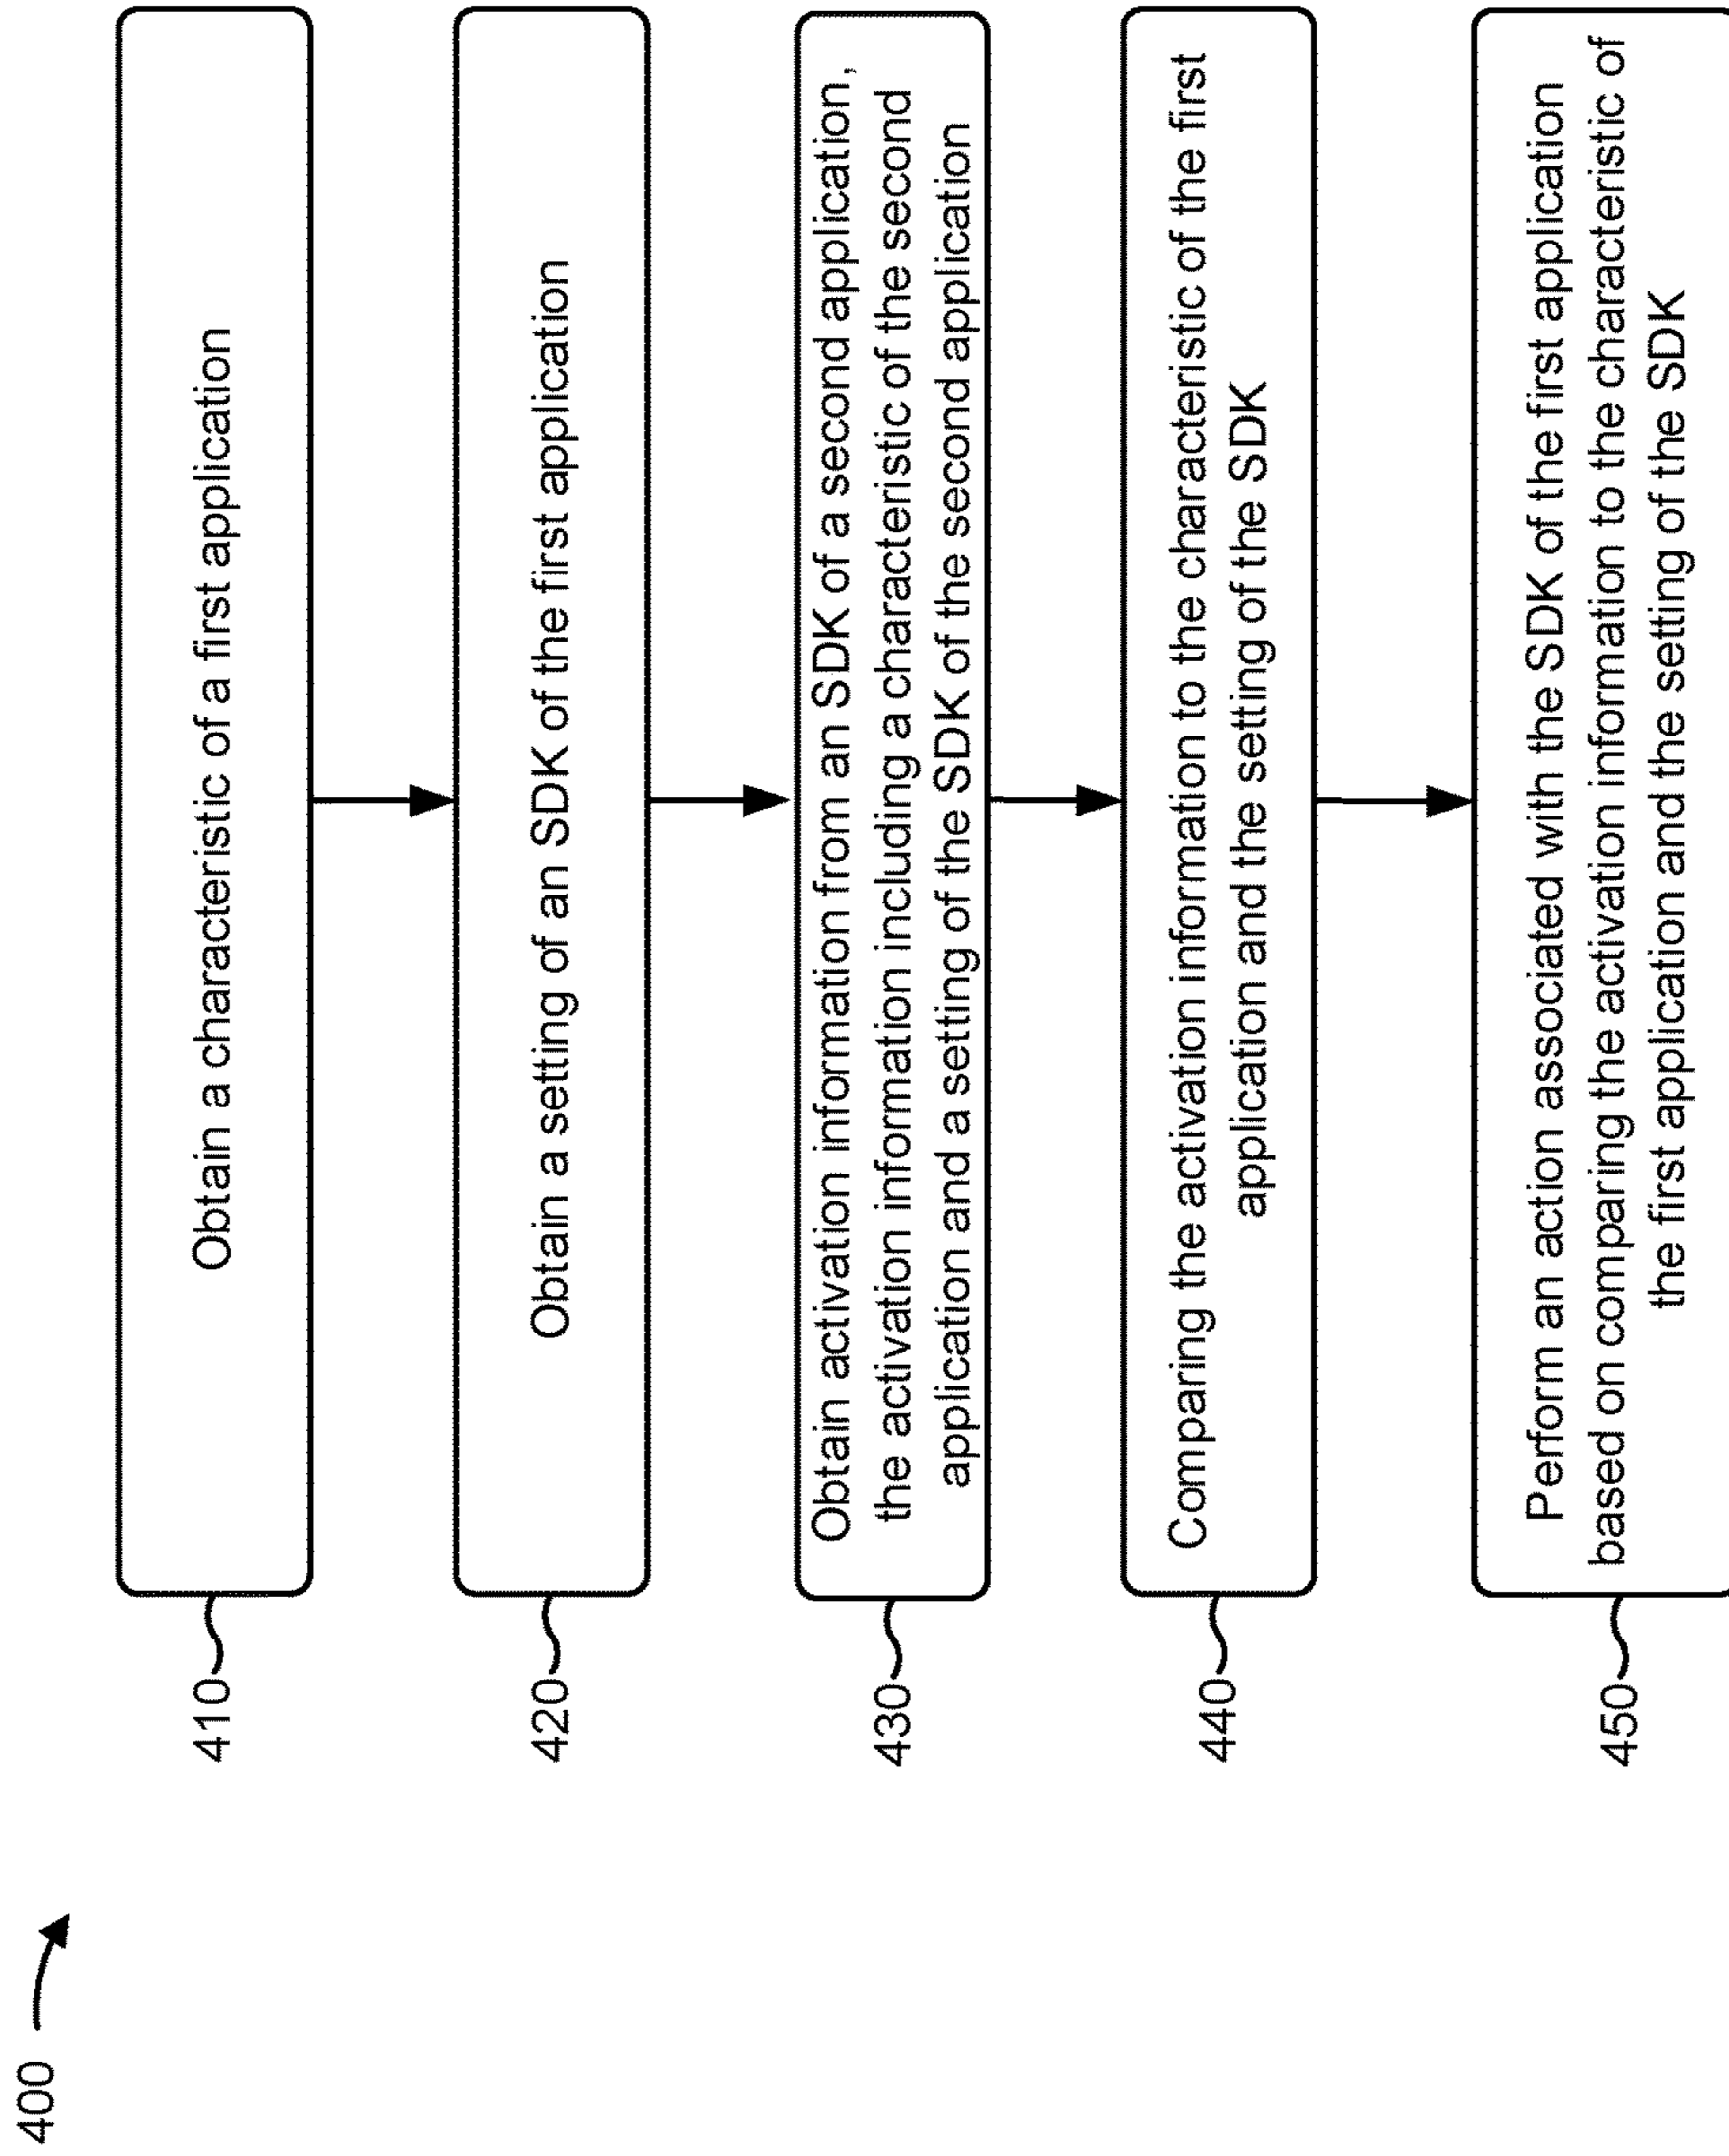 400
410
Obtain a characteristic of a first application
420
Obtain a setting of an SDK of the first application
430
Obtain activation information from an SDK of a second application,
the activation information including a characteristic of the second
application and a setting of the SDK of the second application
440
Comparing the activation information to the characteristic of the first
application and the setting of the SDK
450
Perform an action associated with the SDK of the first application
based on comparing the activation information to the characteristic of
the first application and the setting of the SDK